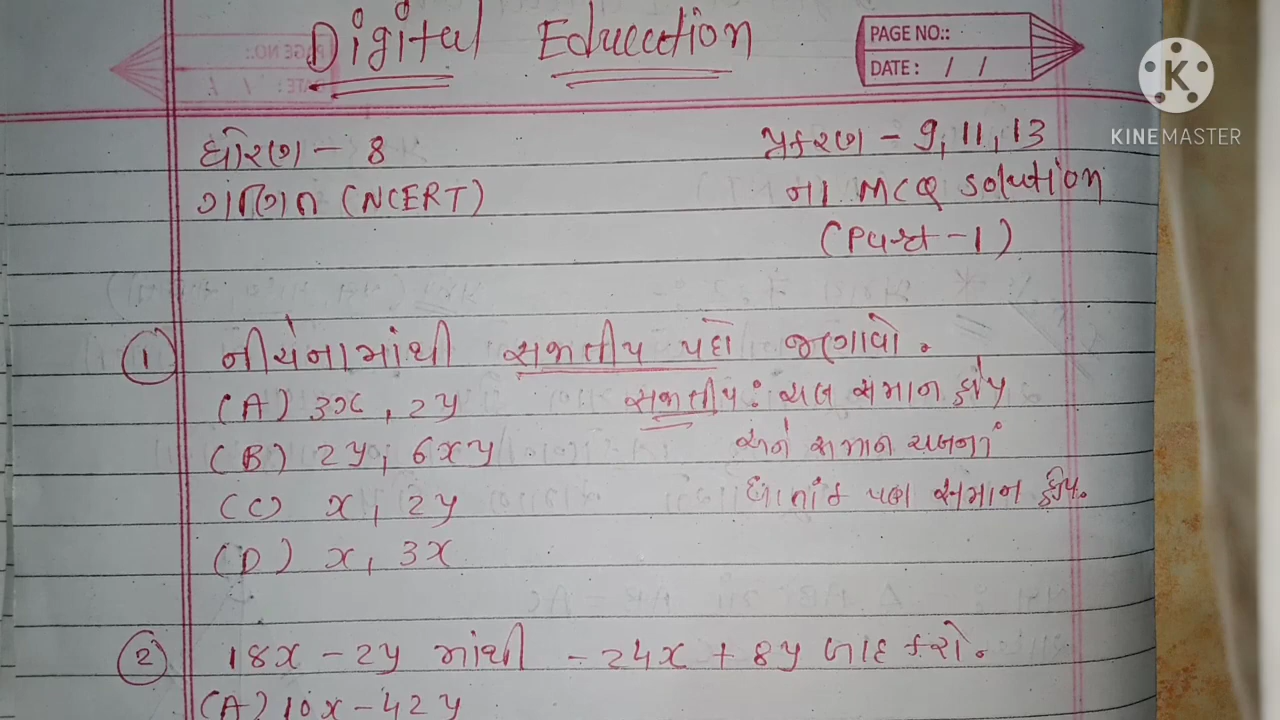 Digital Education
PAGE NO.:
DATE: / /
K
KINEMASTER
ધોરણ - 8
પ્રકરણ - 9, 11, 13
ગણિત (NCERT)
ના MCQ Solution
(Part-1)
① નીચેનામાંથી સજાતીય પદો જણાવો.
(A) 3x, 2y
સજાતીય : ચલ સમાન હોય
(B) 2y, 6xy
અને સમાન ચલનાં
(C) x, 2y
ઘાતાંક પણ સમાન હોય.
(D) x, 3x
② 18x - 2y માંથી - 24x + 8y બાદ કરો.
(A) 10x - 42y